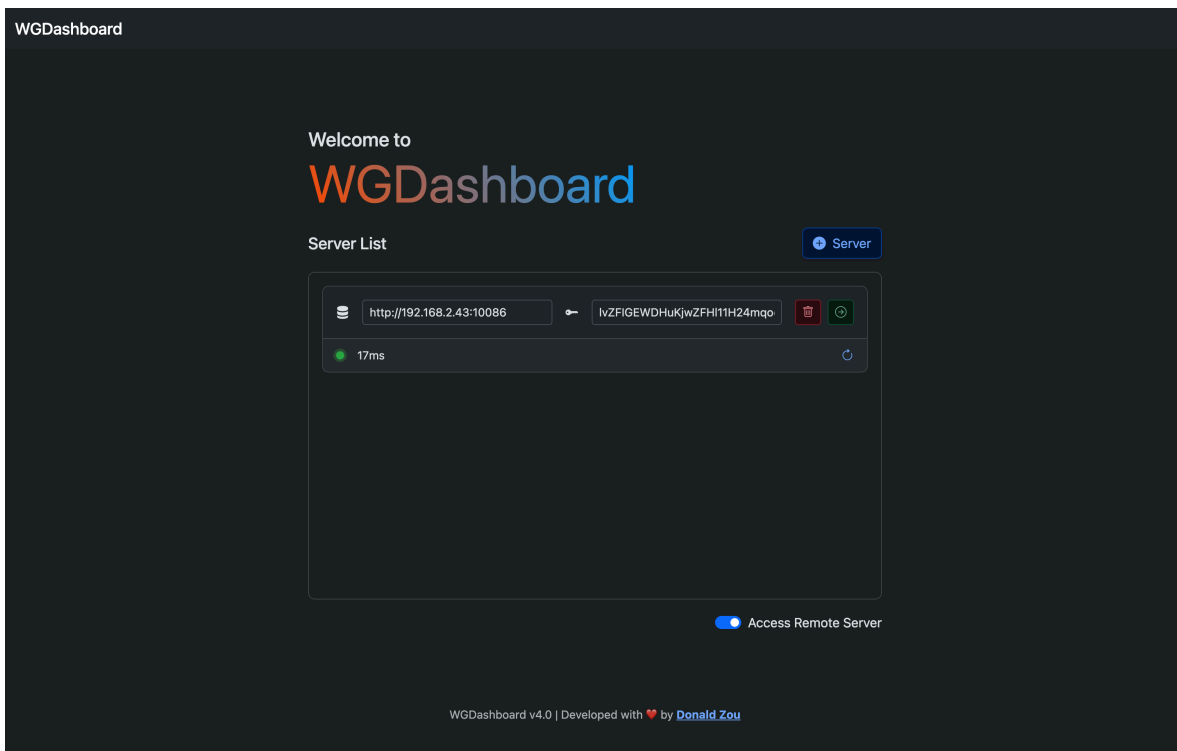 WGDashboard
Welcome to
WGDashboard
Server List
Server
http://192.168.2.43:10086
17ms
Access Remote Server
WGDashboard v4.0 | Developed with ❤️ by Donald Zou